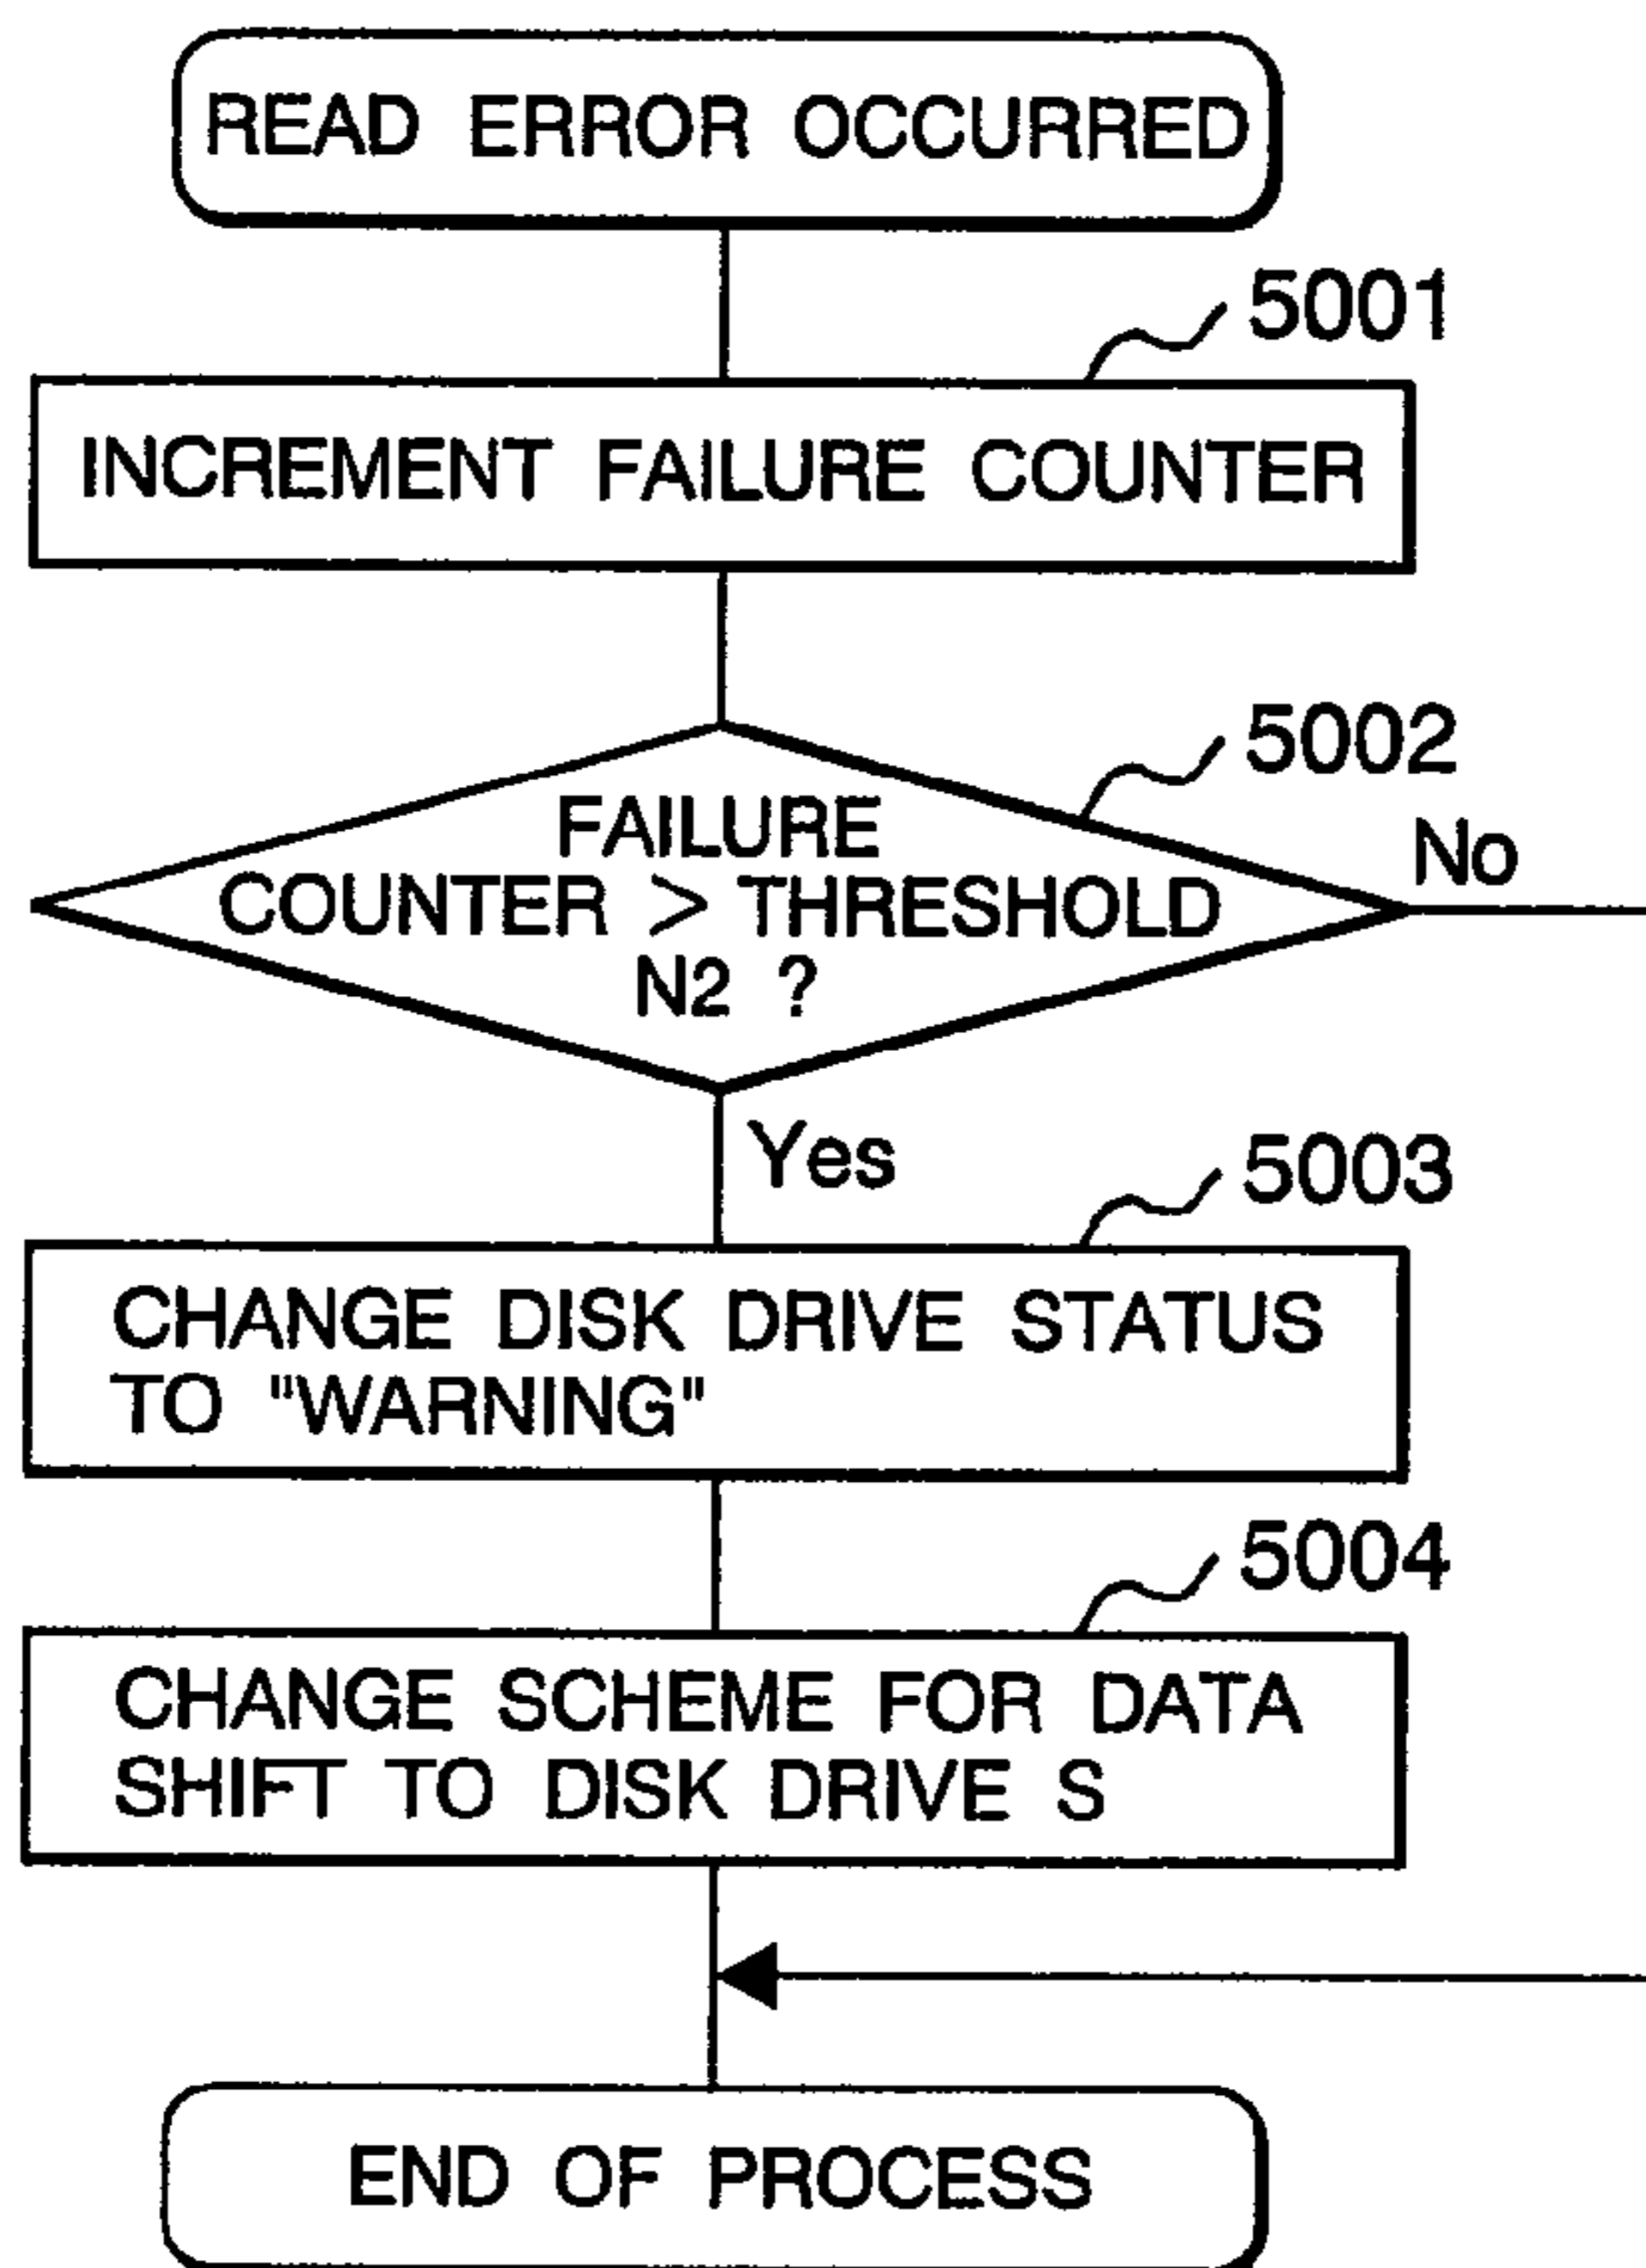 READ ERROR OCCURRED
5001
INCREMENT FAILURE COUNTER
5002
FAILURE
COUNTER > THRESHOLD
N2 ?
No
Yes
5003
CHANGE DISK DRIVE STATUS
TO "WARNING"
5004
CHANGE SCHEME FOR DATA
SHIFT TO DISK DRIVE S
END OF PROCESS